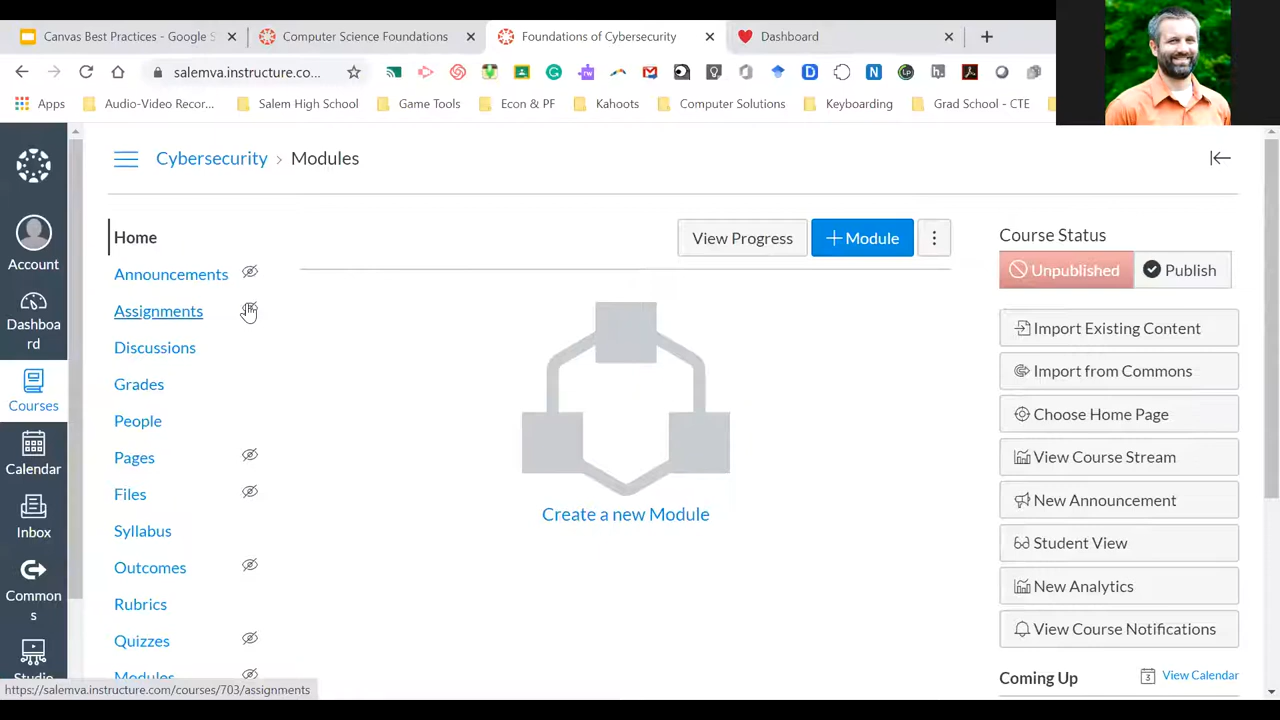 Canvas Best Practices - Google S
Computer Science Foundations
Foundations of Cybersecurity
Dashboard
salemva.instructure.co...
Apps
Audio-Video Recor...
Salem High School
Game Tools
Econ & PF
Kahoots
Computer Solutions
Keyboarding
Grad School - CTE
Account
Dashboa
rd
Courses
Calendar
Inbox
Common
s
Studio
Cybersecurity > Modules
Home
Announcements
Assignments
Discussions
Grades
People
Pages
Files
Syllabus
Outcomes
Rubrics
Quizzes
Modules
View Progress
+ Module
Create a new Module
Course Status
Unpublished
Publish
Import Existing Content
Import from Commons
Choose Home Page
View Course Stream
New Announcement
Student View
New Analytics
View Course Notifications
Coming Up
View Calendar
https://salemva.instructure.com/courses/703/assignments